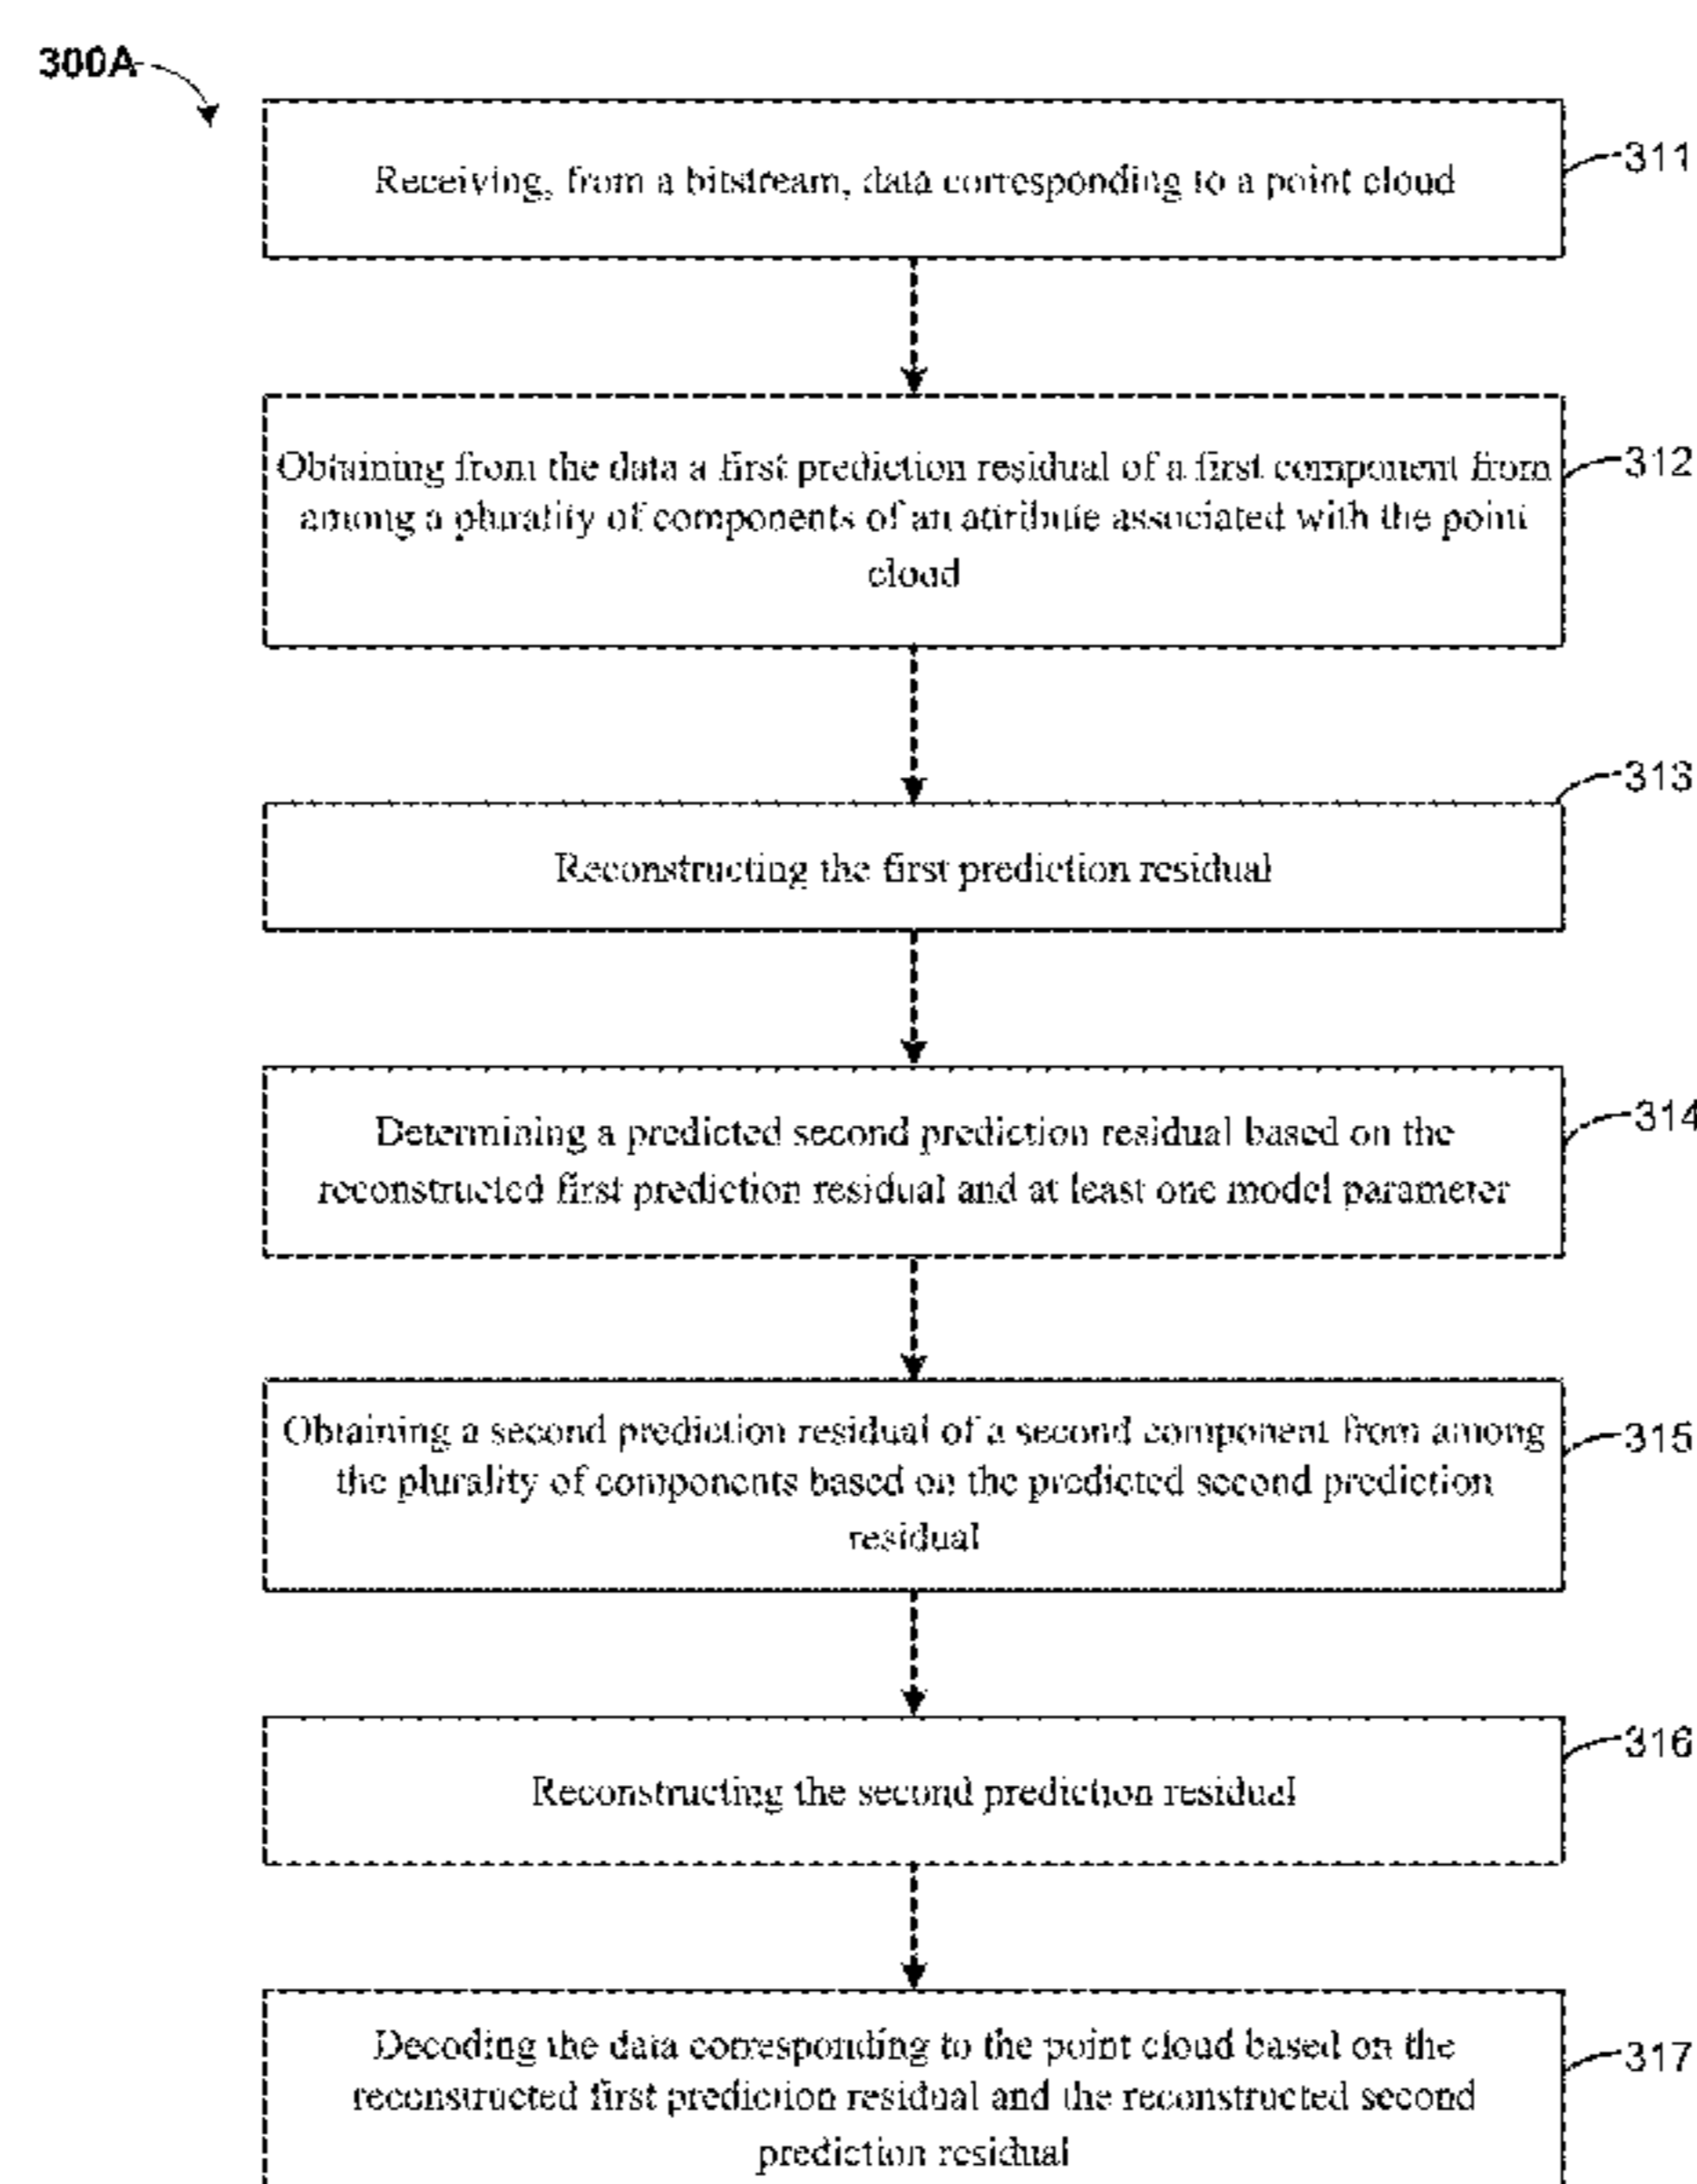 300A
Receiving, from a bitstream, data corresponding to a point cloud
311
Obtaining from the data a first prediction residual of a first component from
among a plurality of components of an attribute associated with the point
cloud
312
Reconstructing the first prediction residual
313
Determining a predicted second prediction residual based on the
reconstructed first prediction residual and at least one model parameter
314
Obtaining a second prediction residual of a second component from among
the plurality of components based on the predicted second prediction
residual
315
Reconstructing the second prediction residual
316
Decoding the data corresponding to the point cloud based on the
reconstructed first prediction residual and the reconstructed second
prediction residual
317